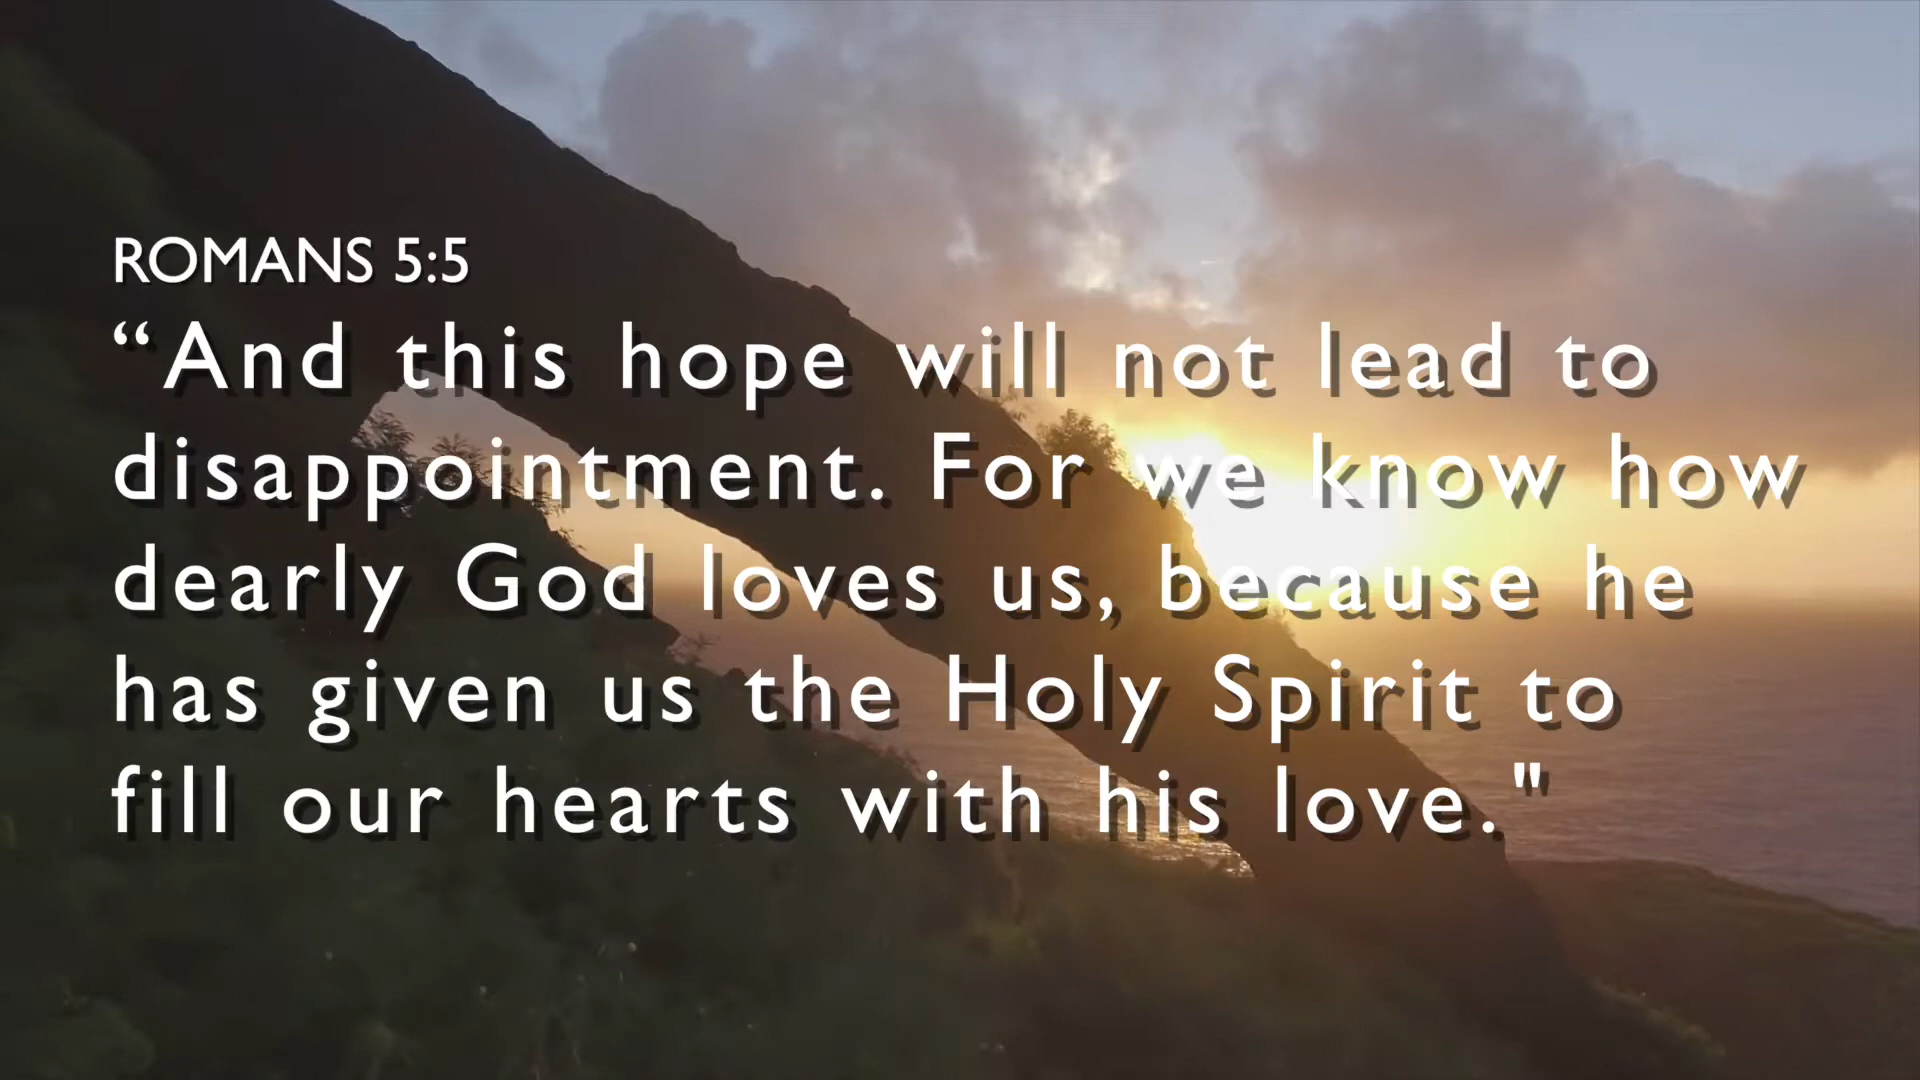 ROMANS 5:5
“And this hope will not lead to
disappointment. For we know how
dearly God loves us, because he
has given us the Holy Spirit to
fill our hearts with his love."